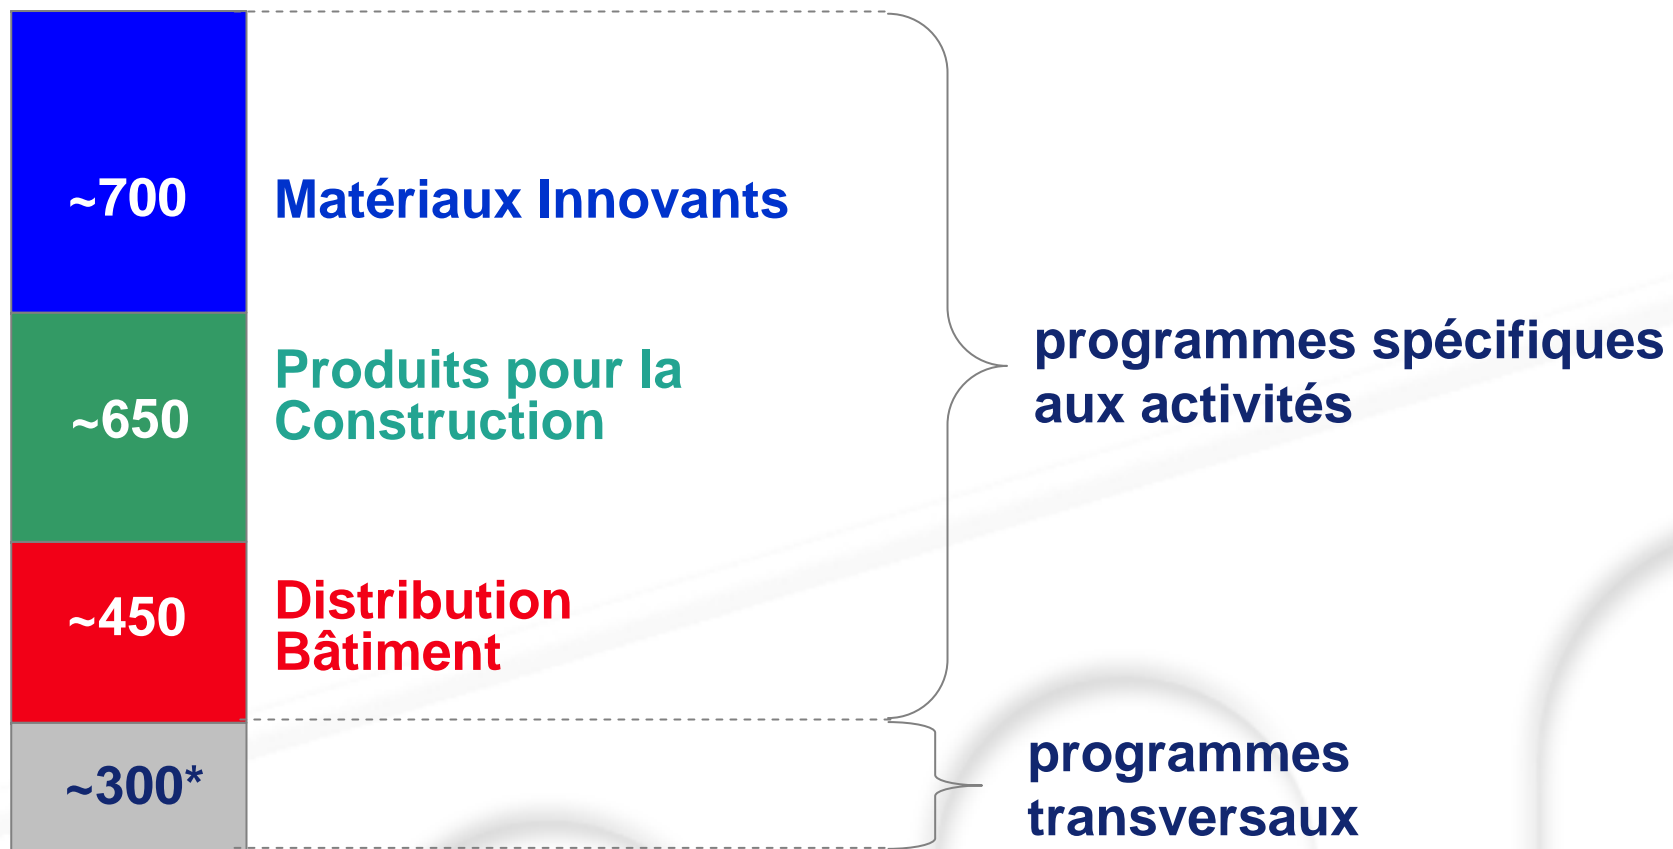 ~700
Matériaux Innovants
~650
Produits pour la
Construction
programmes spécifiques
aux activités
~450
Distribution
Bâtiment
~300*
programmes
transversaux